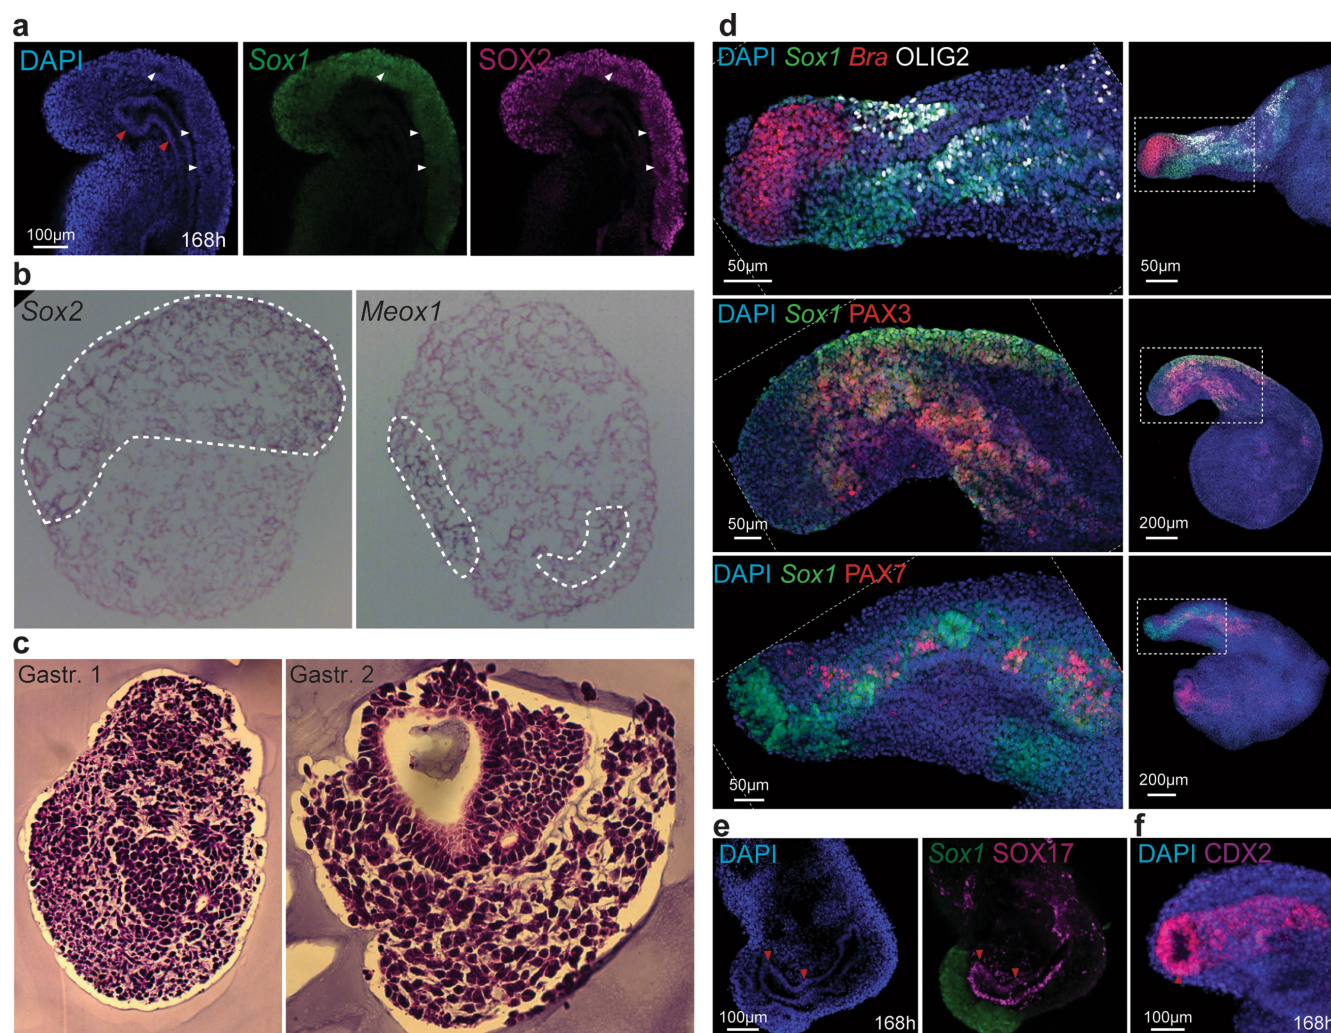 a
DAPI
Sox1
SOX2
100µm
168h
b
Sox2
Meox1
c
Gastr. 1
Gastr. 2
d
DAPI Sox1 Bra OLIG2
50µm
50µm
DAPI Sox1 PAX3
50µm
200µm
DAPI Sox1 PAX7
50µm
200µm
e
DAPI
Sox1 SOX17
100µm
168h
f
DAPI CDX2
100µm
168h